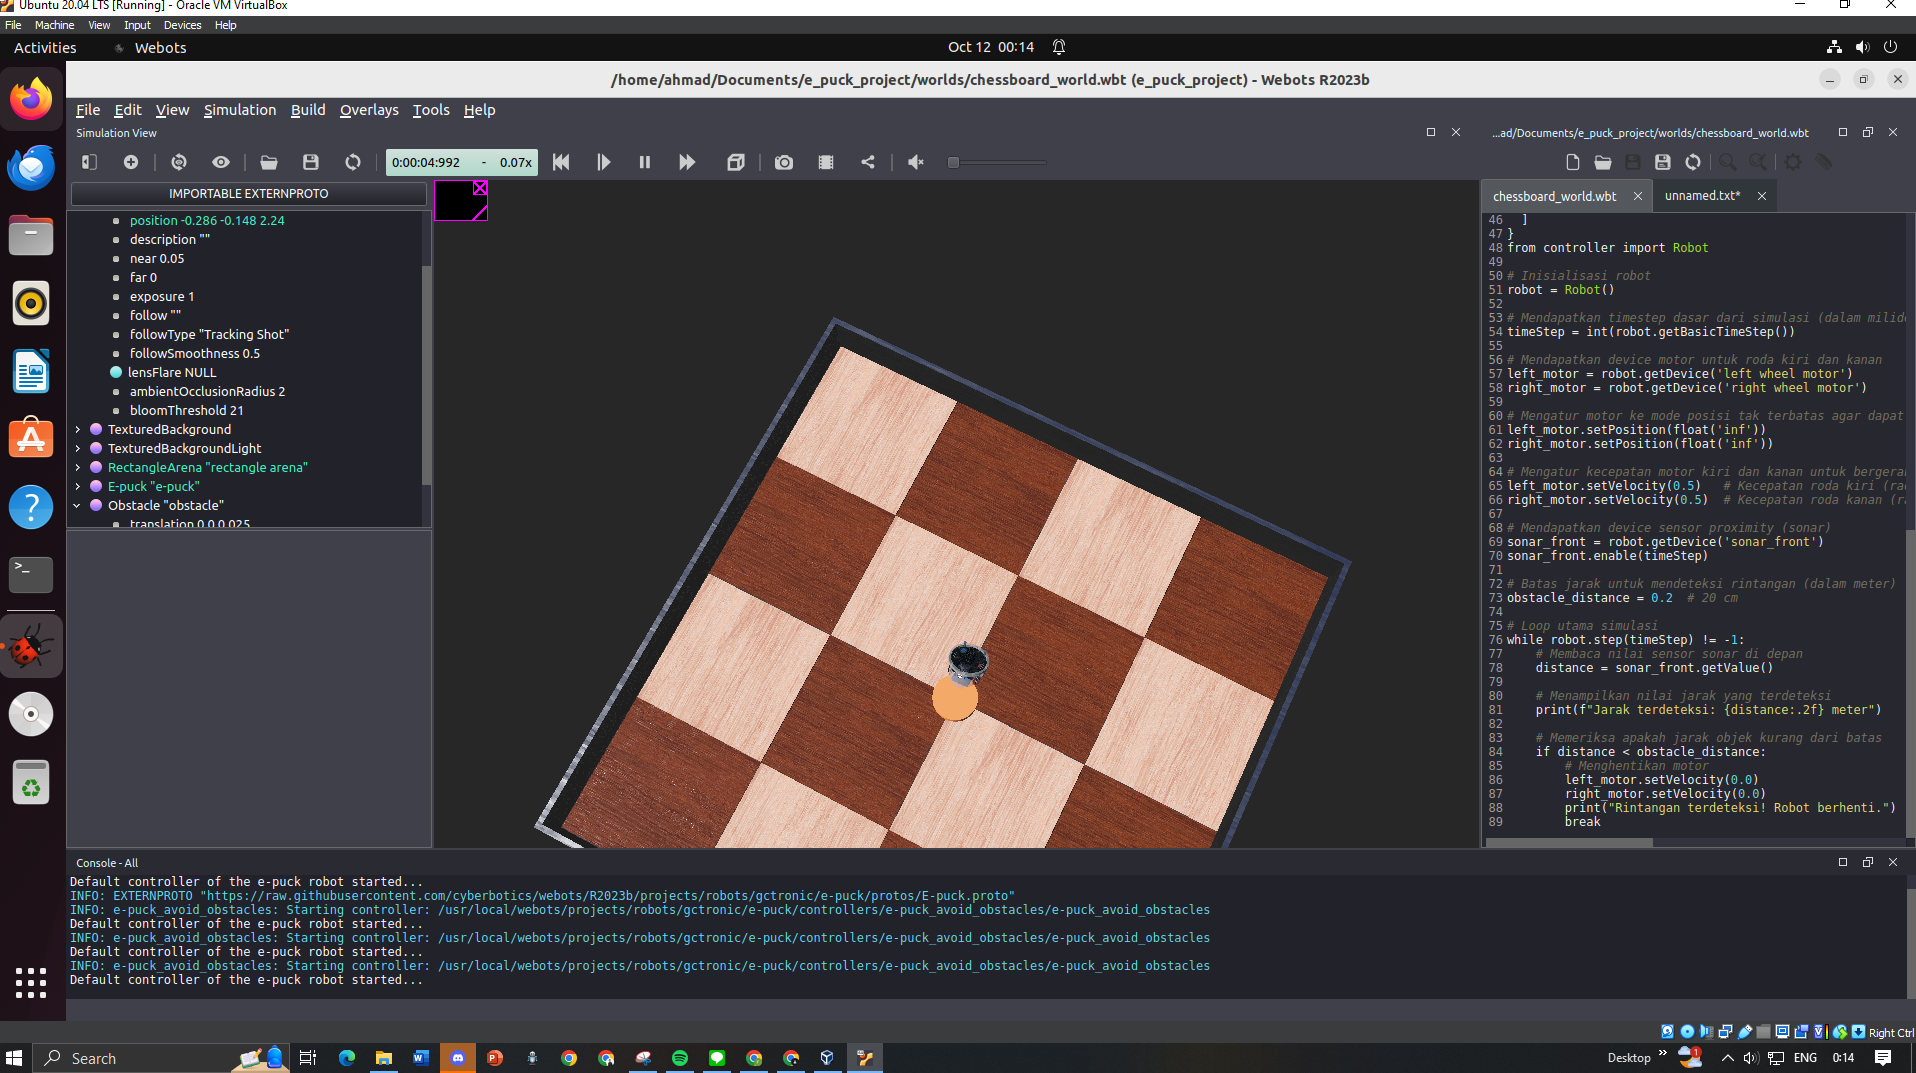 Ubuntu 20.04 LTS [Running] - Oracle VM VirtualBox
File Machine View Input Devices Help
Activities Webots Oct 12 00:14
/home/ahmad/Documents/e_puck_project/worlds/chessboard_world.wbt (e_puck_project) - Webots R2023b
File Edit View Simulation Build Overlays Tools Help
Simulation View
0:00:04:992 - 0.07x
IMPORTABLE EXTERNPROTO
position -0.286 -0.148 2.24
description ""
near 0.05
far 0
exposure 1
follow ""
followType "Tracking Shot"
followSmoothness 0.5
lensFlare NULL
ambientOcclusionRadius 2
bloomThreshold 21
TexturedBackground
TexturedBackgroundLight
RectangleArena "rectangle arena"
E-puck "e-puck"
Obstacle "obstacle"
translation 0 0 0.025
...ad/Documents/e_puck_project/worlds/chessboard_world.wbt
chessboard_world.wbt unnamed.txt*
46 ]
47 }
48 from controller import Robot
49
50 # Inisialisasi robot
51 robot = Robot()
52
53 # Mendapatkan timestep dasar dari simulasi (dalam milid
54 timeStep = int(robot.getBasicTimeStep())
55
56 # Mendapatkan device motor untuk roda kiri dan kanan
57 left_motor = robot.getDevice('left wheel motor')
58 right_motor = robot.getDevice('right wheel motor')
59
60 # Mengatur motor ke mode posisi tak terbatas agar dapat
61 left_motor.setPosition(float('inf'))
62 right_motor.setPosition(float('inf'))
63
64 # Mengatur kecepatan motor kiri dan kanan untuk bergera
65 left_motor.setVelocity(0.5) # Kecepatan roda kiri (ra
66 right_motor.setVelocity(0.5) # Kecepatan roda kanan (r
67
68 # Mendapatkan device sensor proximity (sonar)
69 sonar_front = robot.getDevice('sonar_front')
70 sonar_front.enable(timeStep)
71
72 # Batas jarak untuk mendeteksi rintangan (dalam meter)
73 obstacle_distance = 0.2 # 20 cm
74
75 # Loop utama simulasi
76 while robot.step(timeStep) != -1:
77 # Membaca nilai sensor sonar di depan
78 distance = sonar_front.getValue()
79
80 # Menampilkan nilai jarak yang terdeteksi
81 print(f"Jarak terdeteksi: {distance:.2f} meter")
82
83 # Memeriksa apakah jarak objek kurang dari batas
84 if distance < obstacle_distance:
85 # Menghentikan motor
86 left_motor.setVelocity(0.0)
87 right_motor.setVelocity(0.0)
88 print("Rintangan terdeteksi! Robot berhenti.")
89 break
Console - All
Default controller of the e-puck robot started...
INFO: EXTERNPROTO "https://raw.githubusercontent.com/cyberbotics/webots/R2023b/projects/robots/gctronic/e-puck/protos/E-puck.proto"
INFO: e-puck_avoid_obstacles: Starting controller: /usr/local/webots/projects/robots/gctronic/e-puck/controllers/e-puck_avoid_obstacles/e-puck_avoid_obstacles
Default controller of the e-puck robot started...
INFO: e-puck_avoid_obstacles: Starting controller: /usr/local/webots/projects/robots/gctronic/e-puck/controllers/e-puck_avoid_obstacles/e-puck_avoid_obstacles
Default controller of the e-puck robot started...
INFO: e-puck_avoid_obstacles: Starting controller: /usr/local/webots/projects/robots/gctronic/e-puck/controllers/e-puck_avoid_obstacles/e-puck_avoid_obstacles
Default controller of the e-puck robot started...
Right Ctrl
Search Desktop ENG 0:14